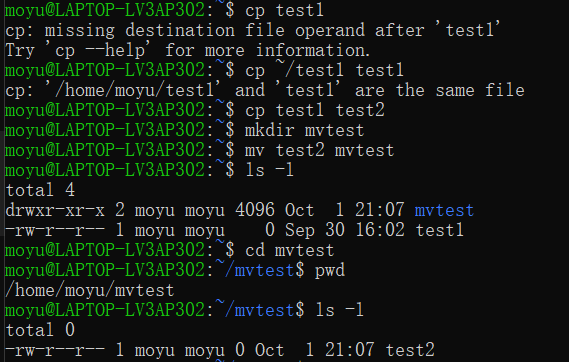 moyu@LAPTOP-LV3AP302:~$ cp test1
cp: missing destination file operand after 'test1'
Try 'cp --help' for more information.
moyu@LAPTOP-LV3AP302:~$ cp ~/test1 test1
cp: '/home/moyu/test1' and 'test1' are the same file
moyu@LAPTOP-LV3AP302:~$ cp test1 test2
moyu@LAPTOP-LV3AP302:~$ mkdir mvtest
moyu@LAPTOP-LV3AP302:~$ mv test2 mvtest
moyu@LAPTOP-LV3AP302:~$ ls -l
total 4
drwxr-xr-x 2 moyu moyu 4096 Oct  1 21:07 mvtest
-rw-r--r-- 1 moyu moyu    0 Sep 30 16:02 test1
moyu@LAPTOP-LV3AP302:~$ cd mvtest
moyu@LAPTOP-LV3AP302:~/mvtest$ pwd
/home/moyu/mvtest
moyu@LAPTOP-LV3AP302:~/mvtest$ ls -l
total 0
-rw-r--r-- 1 moyu moyu 0 Oct  1 21:07 test2